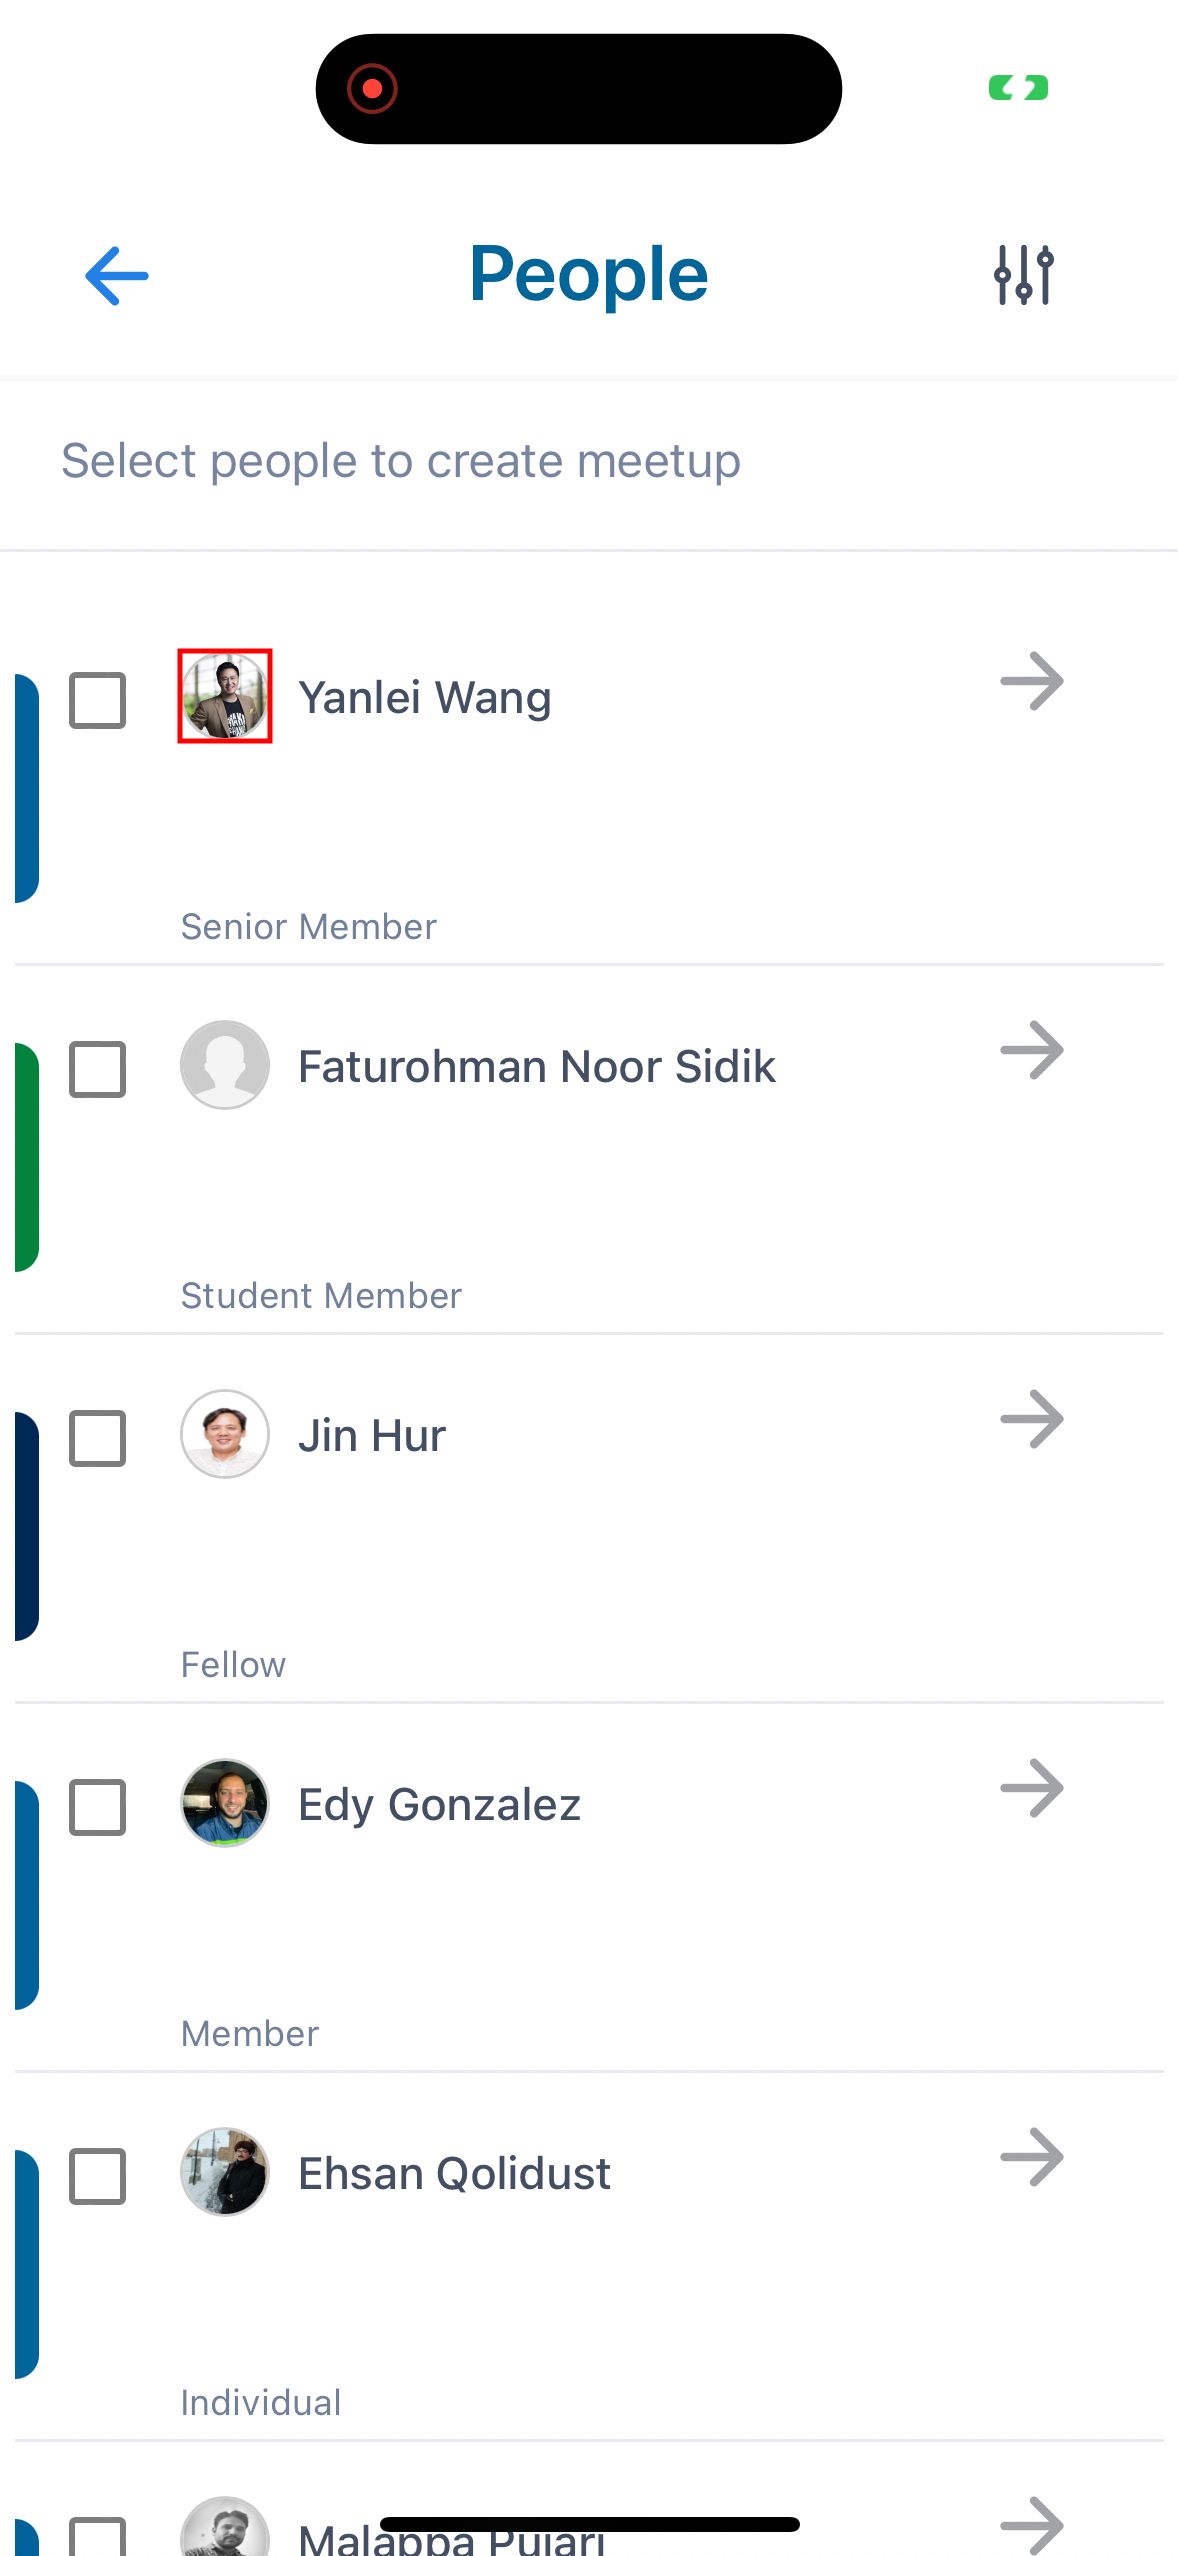 People
Select people to create meetup
Yanlei Wang
Senior Member
Faturohman Noor Sidik
Student Member
Jin Hur
Fellow
Edy Gonzalez
Member
Ehsan Qolidust
Individual
Malappa Pujari